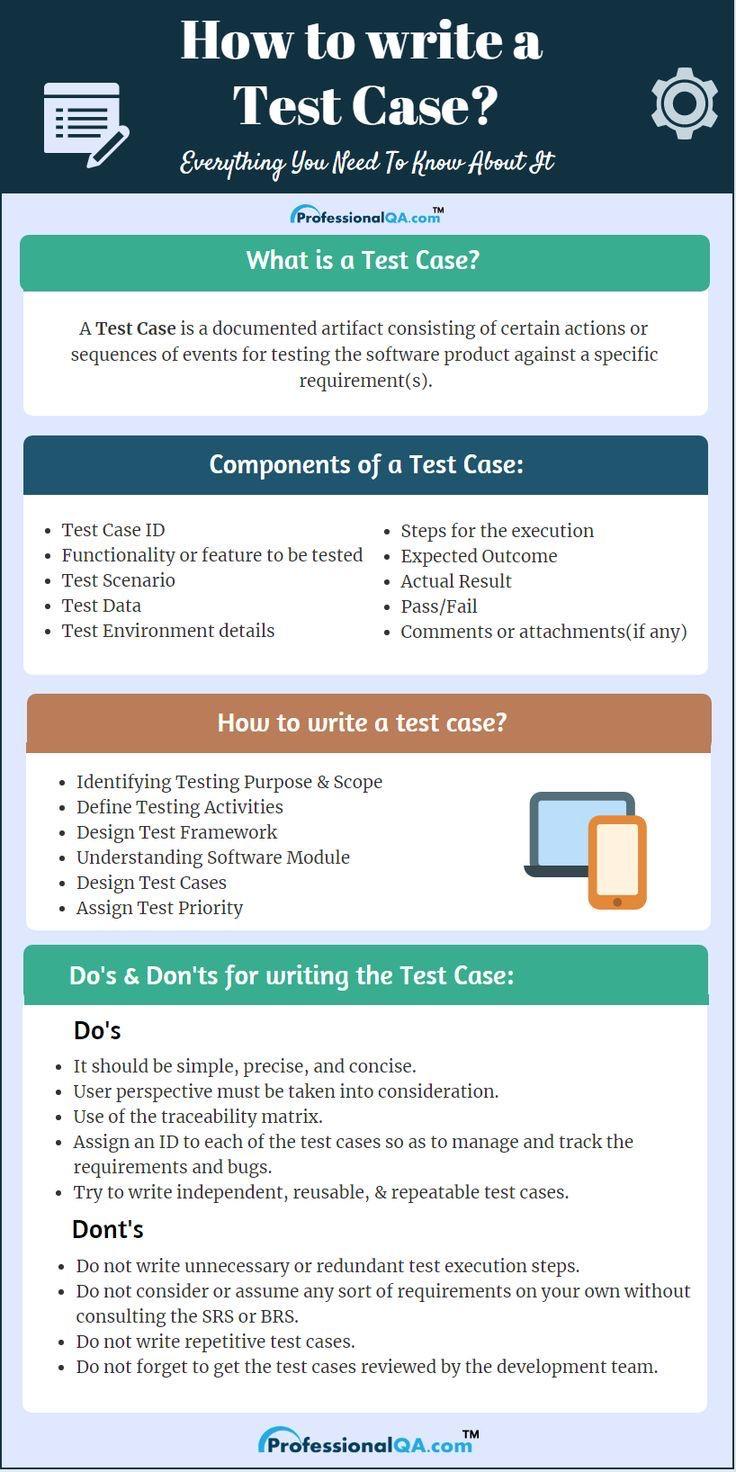 How to write a
Test Case?
Everything You Need To Know About It
ProfessionalQA.com™
What is a Test Case?
A Test Case is a documented artifact consisting of certain actions or
sequences of events for testing the software product against a specific
requirement(s).
Components of a Test Case:
• Test Case ID
• Functionality or feature to be tested
• Test Scenario
• Test Data
• Test Environment details
• Steps for the execution
• Expected Outcome
• Actual Result
• Pass/Fail
• Comments or attachments(if any)
How to write a test case?
• Identifying Testing Purpose & Scope
• Define Testing Activities
• Design Test Framework
• Understanding Software Module
• Design Test Cases
• Assign Test Priority
Do's & Don'ts for writing the Test Case:
Do's
• It should be simple, precise, and concise.
• User perspective must be taken into consideration.
• Use of the traceability matrix.
• Assign an ID to each of the test cases so as to manage and track the
requirements and bugs.
• Try to write independent, reusable, & repeatable test cases.
Dont's
• Do not write unnecessary or redundant test execution steps.
• Do not consider or assume any sort of requirements on your own without
consulting the SRS or BRS.
• Do not write repetitive test cases.
• Do not forget to get the test cases reviewed by the development team.
ProfessionalQA.com™